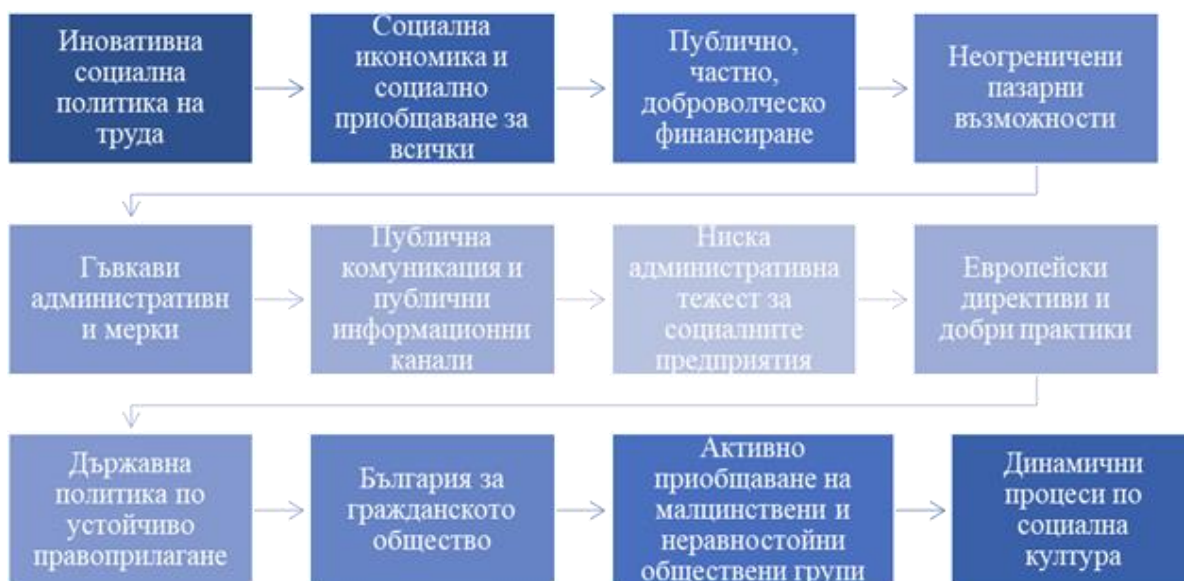 Иновативна
социална
политика на
труда
Социална
икономика и
социално
приобщаване за
всички
Публично,
частно,
доброволческо
финансиране
Неогреничени
пазарни
възможности
Гъвкави
административн
и мерки
Публична
комуникация и
публични
информационни
канали
Ниска
административна
тежест за
социалните
предприятия
Европейски
директиви и
добри практики
Държавна
политика по
устойчиво
правоприлагане
България за
гражданското
общество
Активно
приобщаване на
малцинствени и
неравностойни
обществени групи
Динамични
процеси по
социална
култура